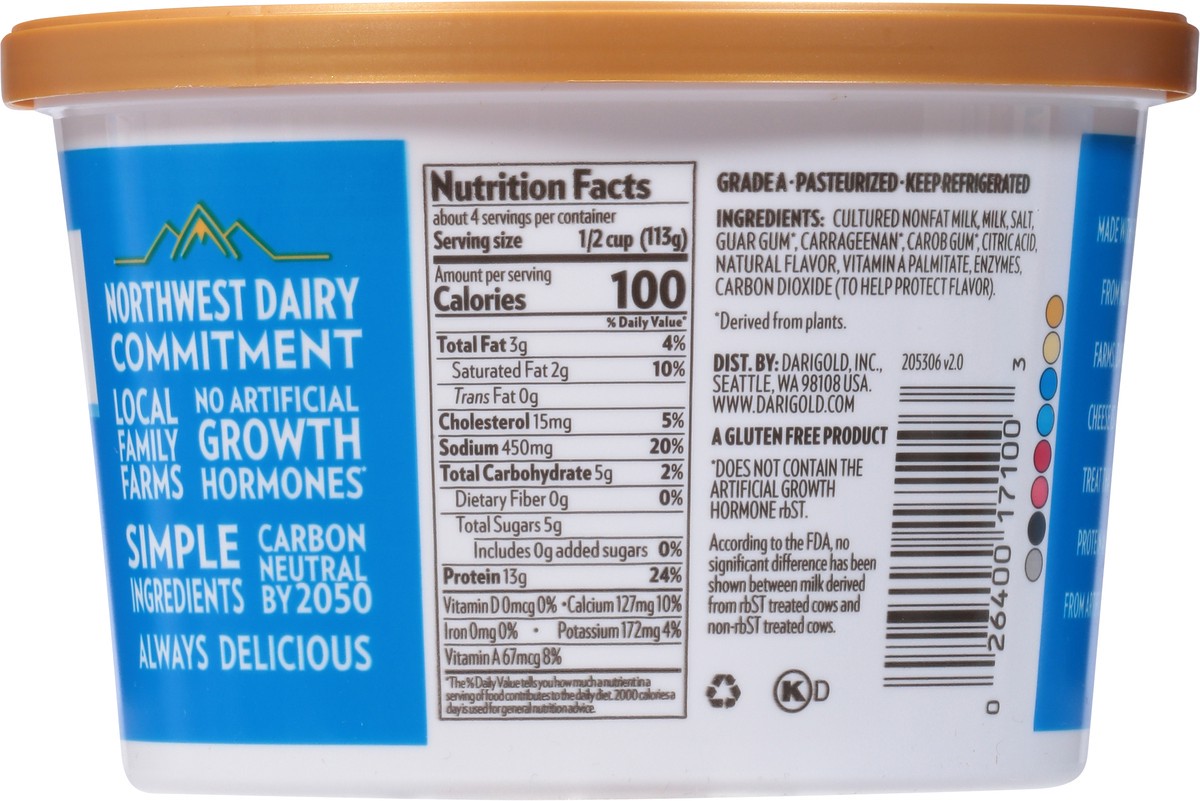 NORTHWEST DAIRY
COMMITMENT
LOCAL
FAMILY
FARMS
NO ARTIFICIAL
GROWTH
HORMONES*
SIMPLE
INGREDIENTS
CARBON
NEUTRAL
BY 2050
ALWAYS DELICIOUS
Nutrition Facts
about 4 servings per container
Serving size 1/2 cup (113g)
Amount per serving
Calories 100
% Daily Value*
Total Fat 3g 4%
Saturated Fat 2g 10%
Trans Fat 0g
Cholesterol 15mg 5%
Sodium 450mg 20%
Total Carbohydrate 5g 2%
Dietary Fiber 0g 0%
Total Sugars 5g
Includes 0g added sugars 0%
Protein 13g 24%
Vitamin D 0mcg 0% • Calcium 127mg 10%
Iron 0mg 0% • Potassium 172mg 4%
Vitamin A 67mcg 8%
*The % Daily Value tells you how much a nutrient in a
serving of food contributes to the daily diet. 2000 calories a
day is used for general nutrition advice.
GRADE A • PASTEURIZED • KEEP REFRIGERATED
INGREDIENTS: CULTURED NONFAT MILK, MILK, SALT,
GUAR GUM*, CARRAGEENAN*, CAROB GUM*, CITRIC ACID,
NATURAL FLAVOR, VITAMIN A PALMITATE, ENZYMES,
CARBON DIOXIDE (TO HELP PROTECT FLAVOR).
*Derived from plants.
DIST. BY: DARIGOLD, INC.,
SEATTLE, WA 98108 USA.
WWW.DARIGOLD.COM
A GLUTEN FREE PRODUCT
*DOES NOT CONTAIN THE
ARTIFICIAL GROWTH
HORMONE rbST.
According to the FDA, no
significant difference has been
shown between milk derived
from rbST treated cows and
non-rbST treated cows.
K D
205306 v2.0
0 26400 17100 3
MADE
FROM
FARMS
CHEESE
TREAT
FROM